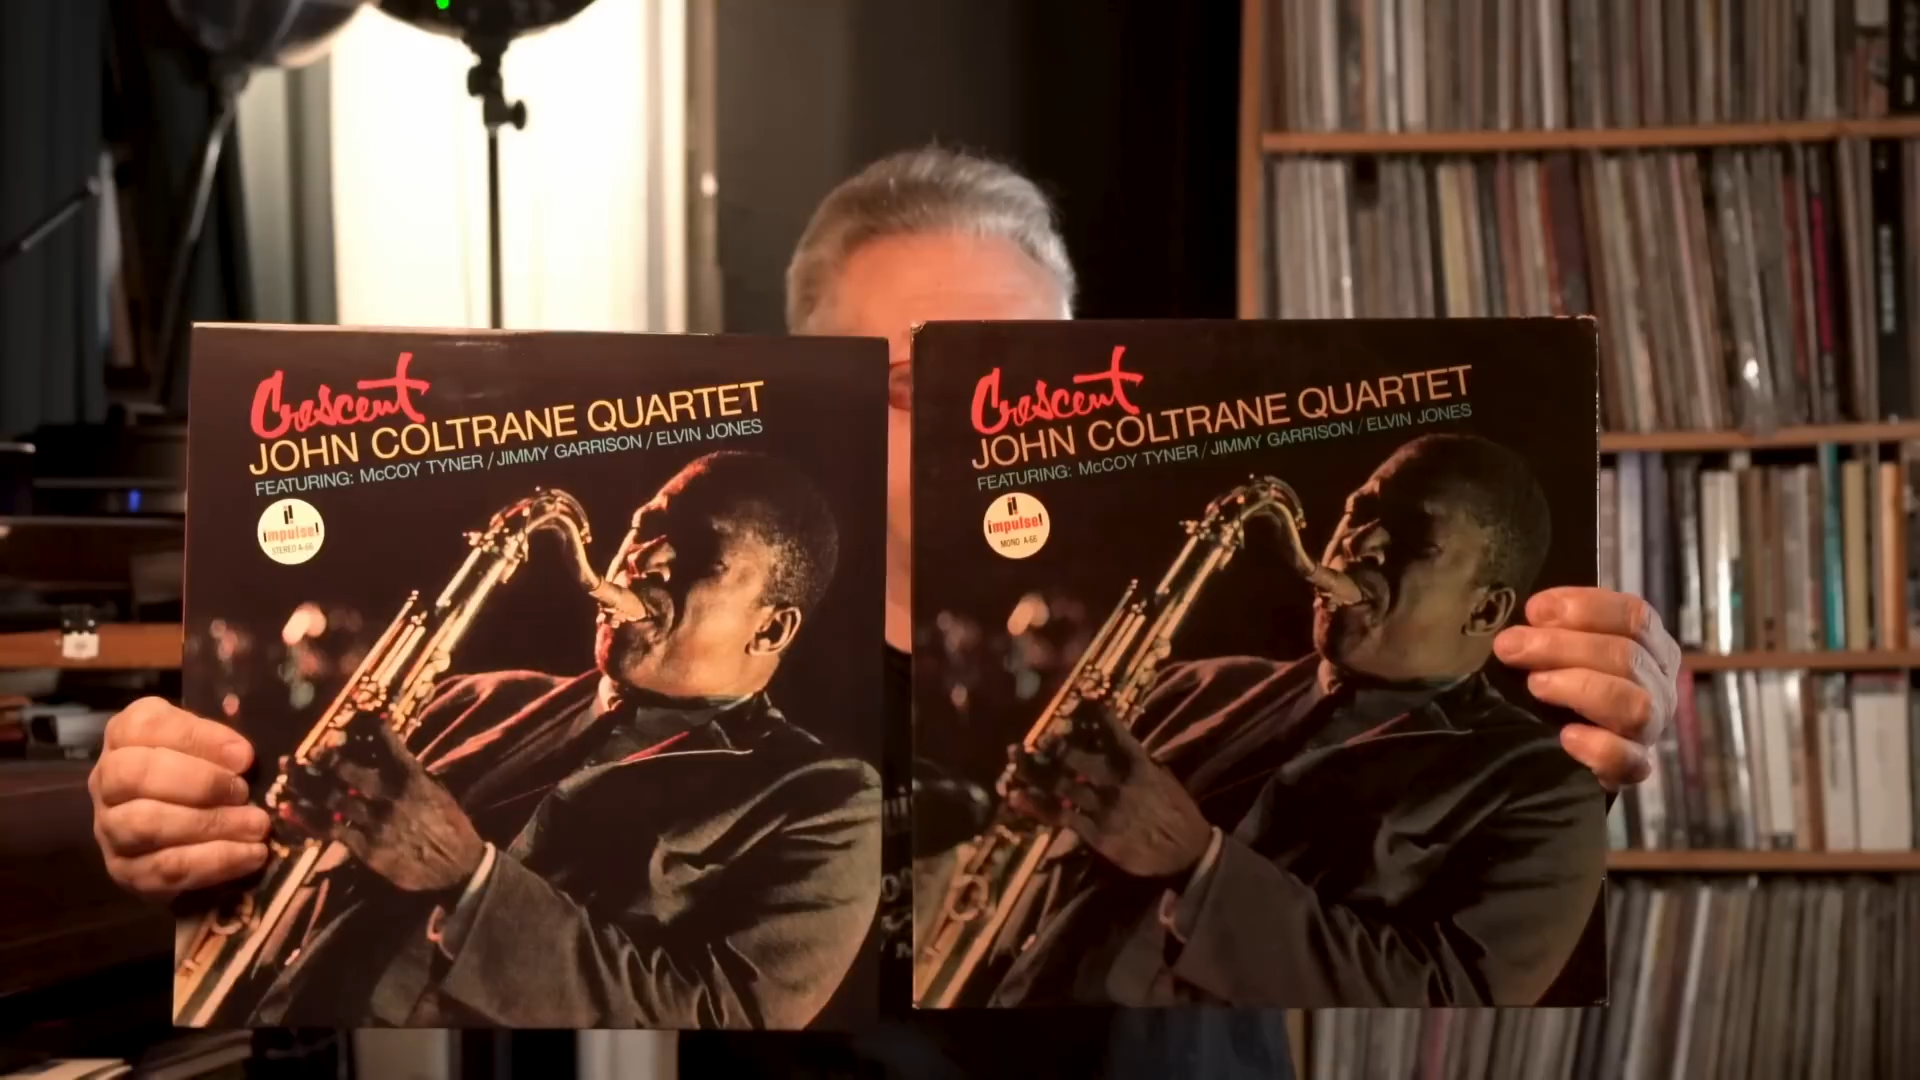 Crescent
JOHN COLTRANE QUARTET
FEATURING: McCOY TYNER / JIMMY GARRISON / ELVIN JONES
impulse!
STEREO A-66
Crescent
JOHN COLTRANE QUARTET
FEATURING: McCOY TYNER / JIMMY GARRISON / ELVIN JONES
impulse!
MONO A-66